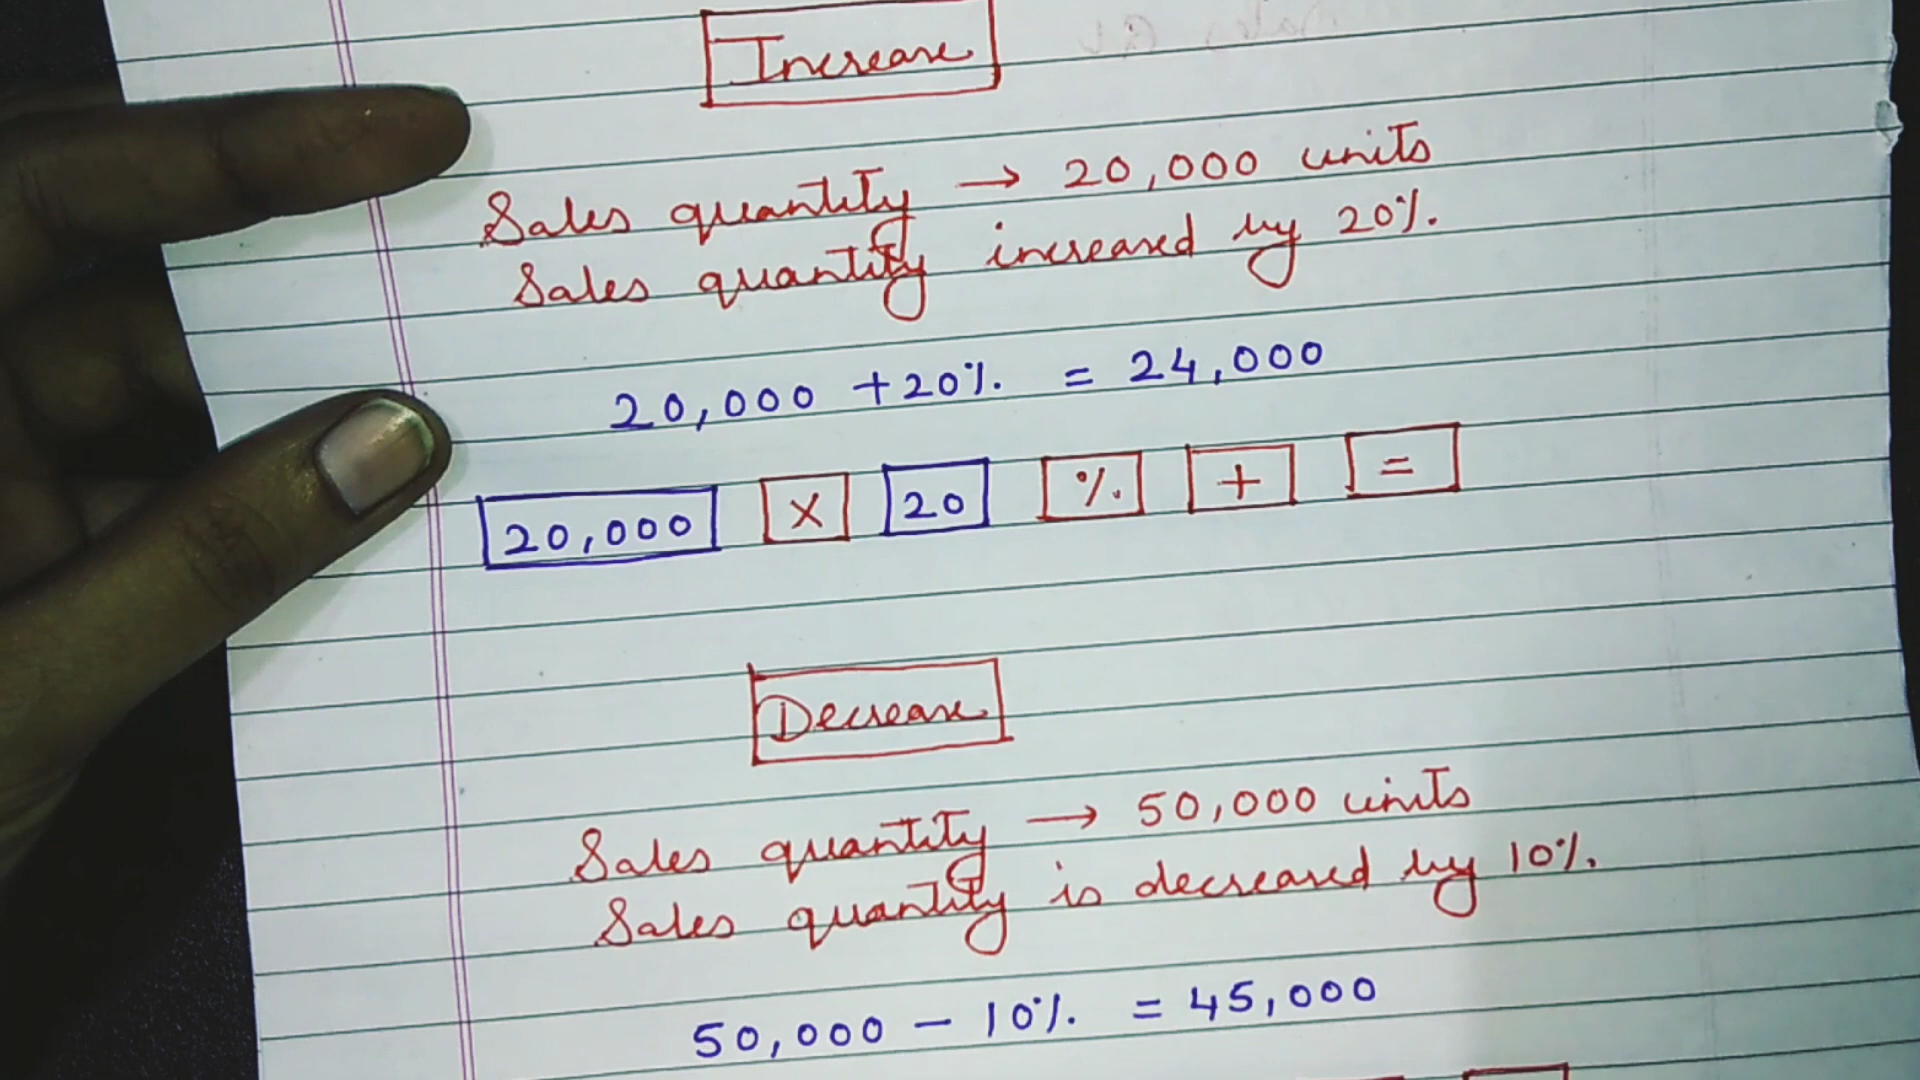 Increase
Sales quantity → 20,000 units
Sales quantity increased by 20%.
20,000 +20% = 24,000
20,000 × 20 % + =
Decrease
Sales quantity → 50,000 units
Sales quantity is decreased by 10%.
50,000 - 10% = 45,000